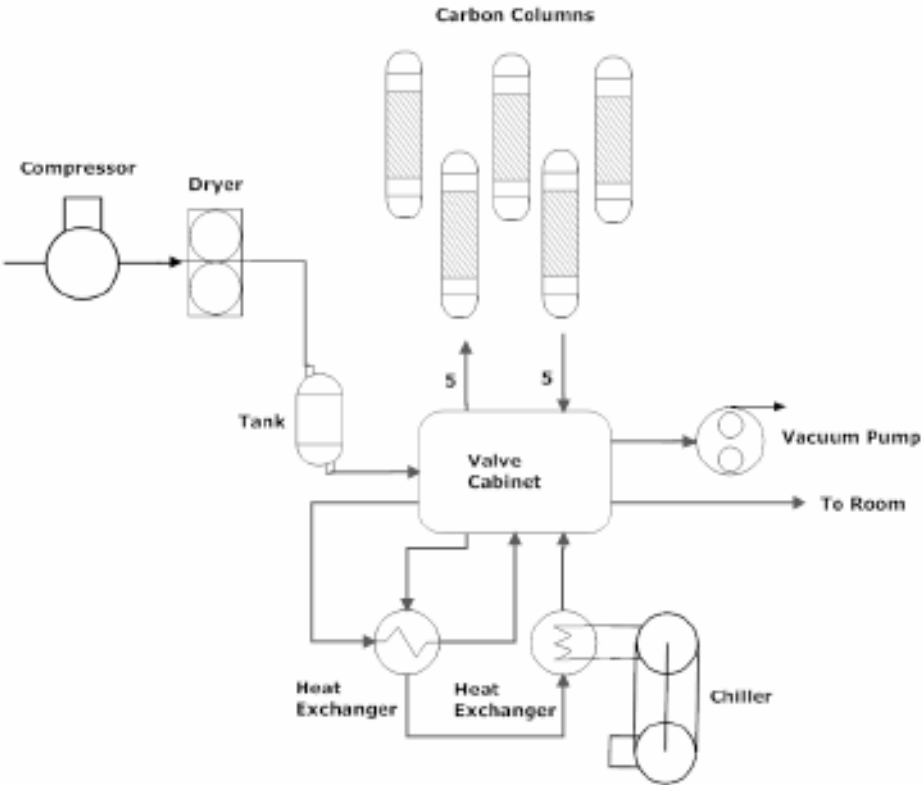 Carbon Columns
Compressor
Dryer
5
5
Tank
Valve
Cabinet
Vacuum Pump
To Room
Heat
Exchanger
Heat
Exchanger
Chiller